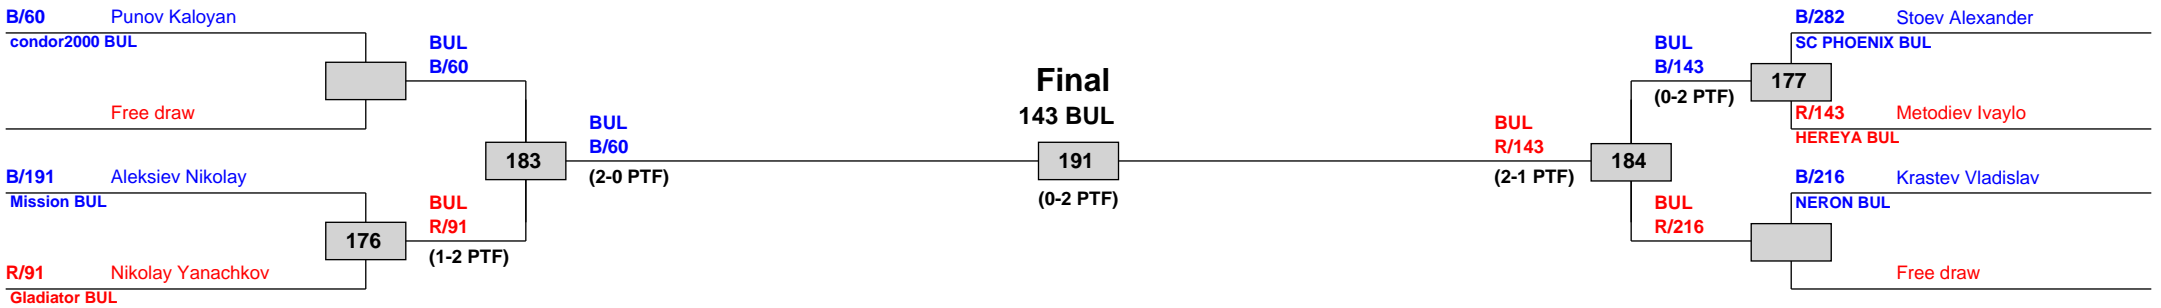 B/60 Punov Kaloyan
condor2000 BUL
BUL
B/60
Free draw
B/191 Aleksiev Nikolay
Mission BUL
176
BUL
R/91
(1-2 PTF)
R/91 Nikolay Yanachkov
Gladiator BUL
183
BUL
B/60
(2-0 PTF)
Final
143 BUL
191
(0-2 PTF)
BUL
R/143
(2-1 PTF)
184
BUL
B/143
(0-2 PTF)
177
B/282 Stoev Alexander
SC PHOENIX BUL
R/143 Metodiev Ivaylo
HEREYA BUL
BUL
R/216
B/216 Krastev Vladislav
NERON BUL
Free draw